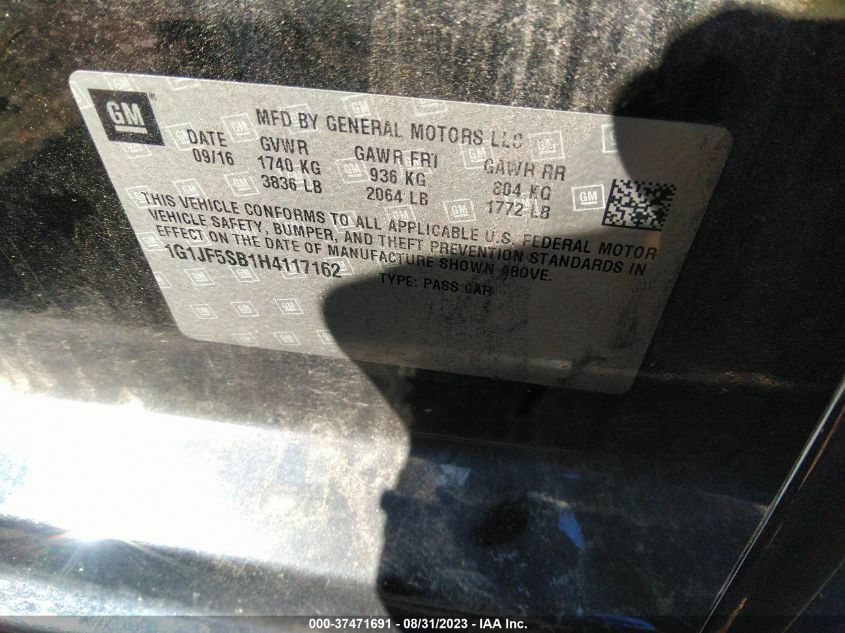 GM
MFD BY GENERAL MOTORS LLC
DATE GVWR GAWR FRT GAWR RR
09/16 1740 KG 936 KG 804 KG
3836 LB 2064 LB 1772 LB
GM
THIS VEHICLE CONFORMS TO ALL APPLICABLE U.S. FEDERAL MOTOR
VEHICLE SAFETY, BUMPER, AND THEFT PREVENTION STANDARDS IN
EFFECT ON THE DATE OF MANUFACTURE SHOWN ABOVE.
1G1JF5SB1H4117162 TYPE: PASS CAR
000-37471691 - 08/31/2023 - IAA Inc.